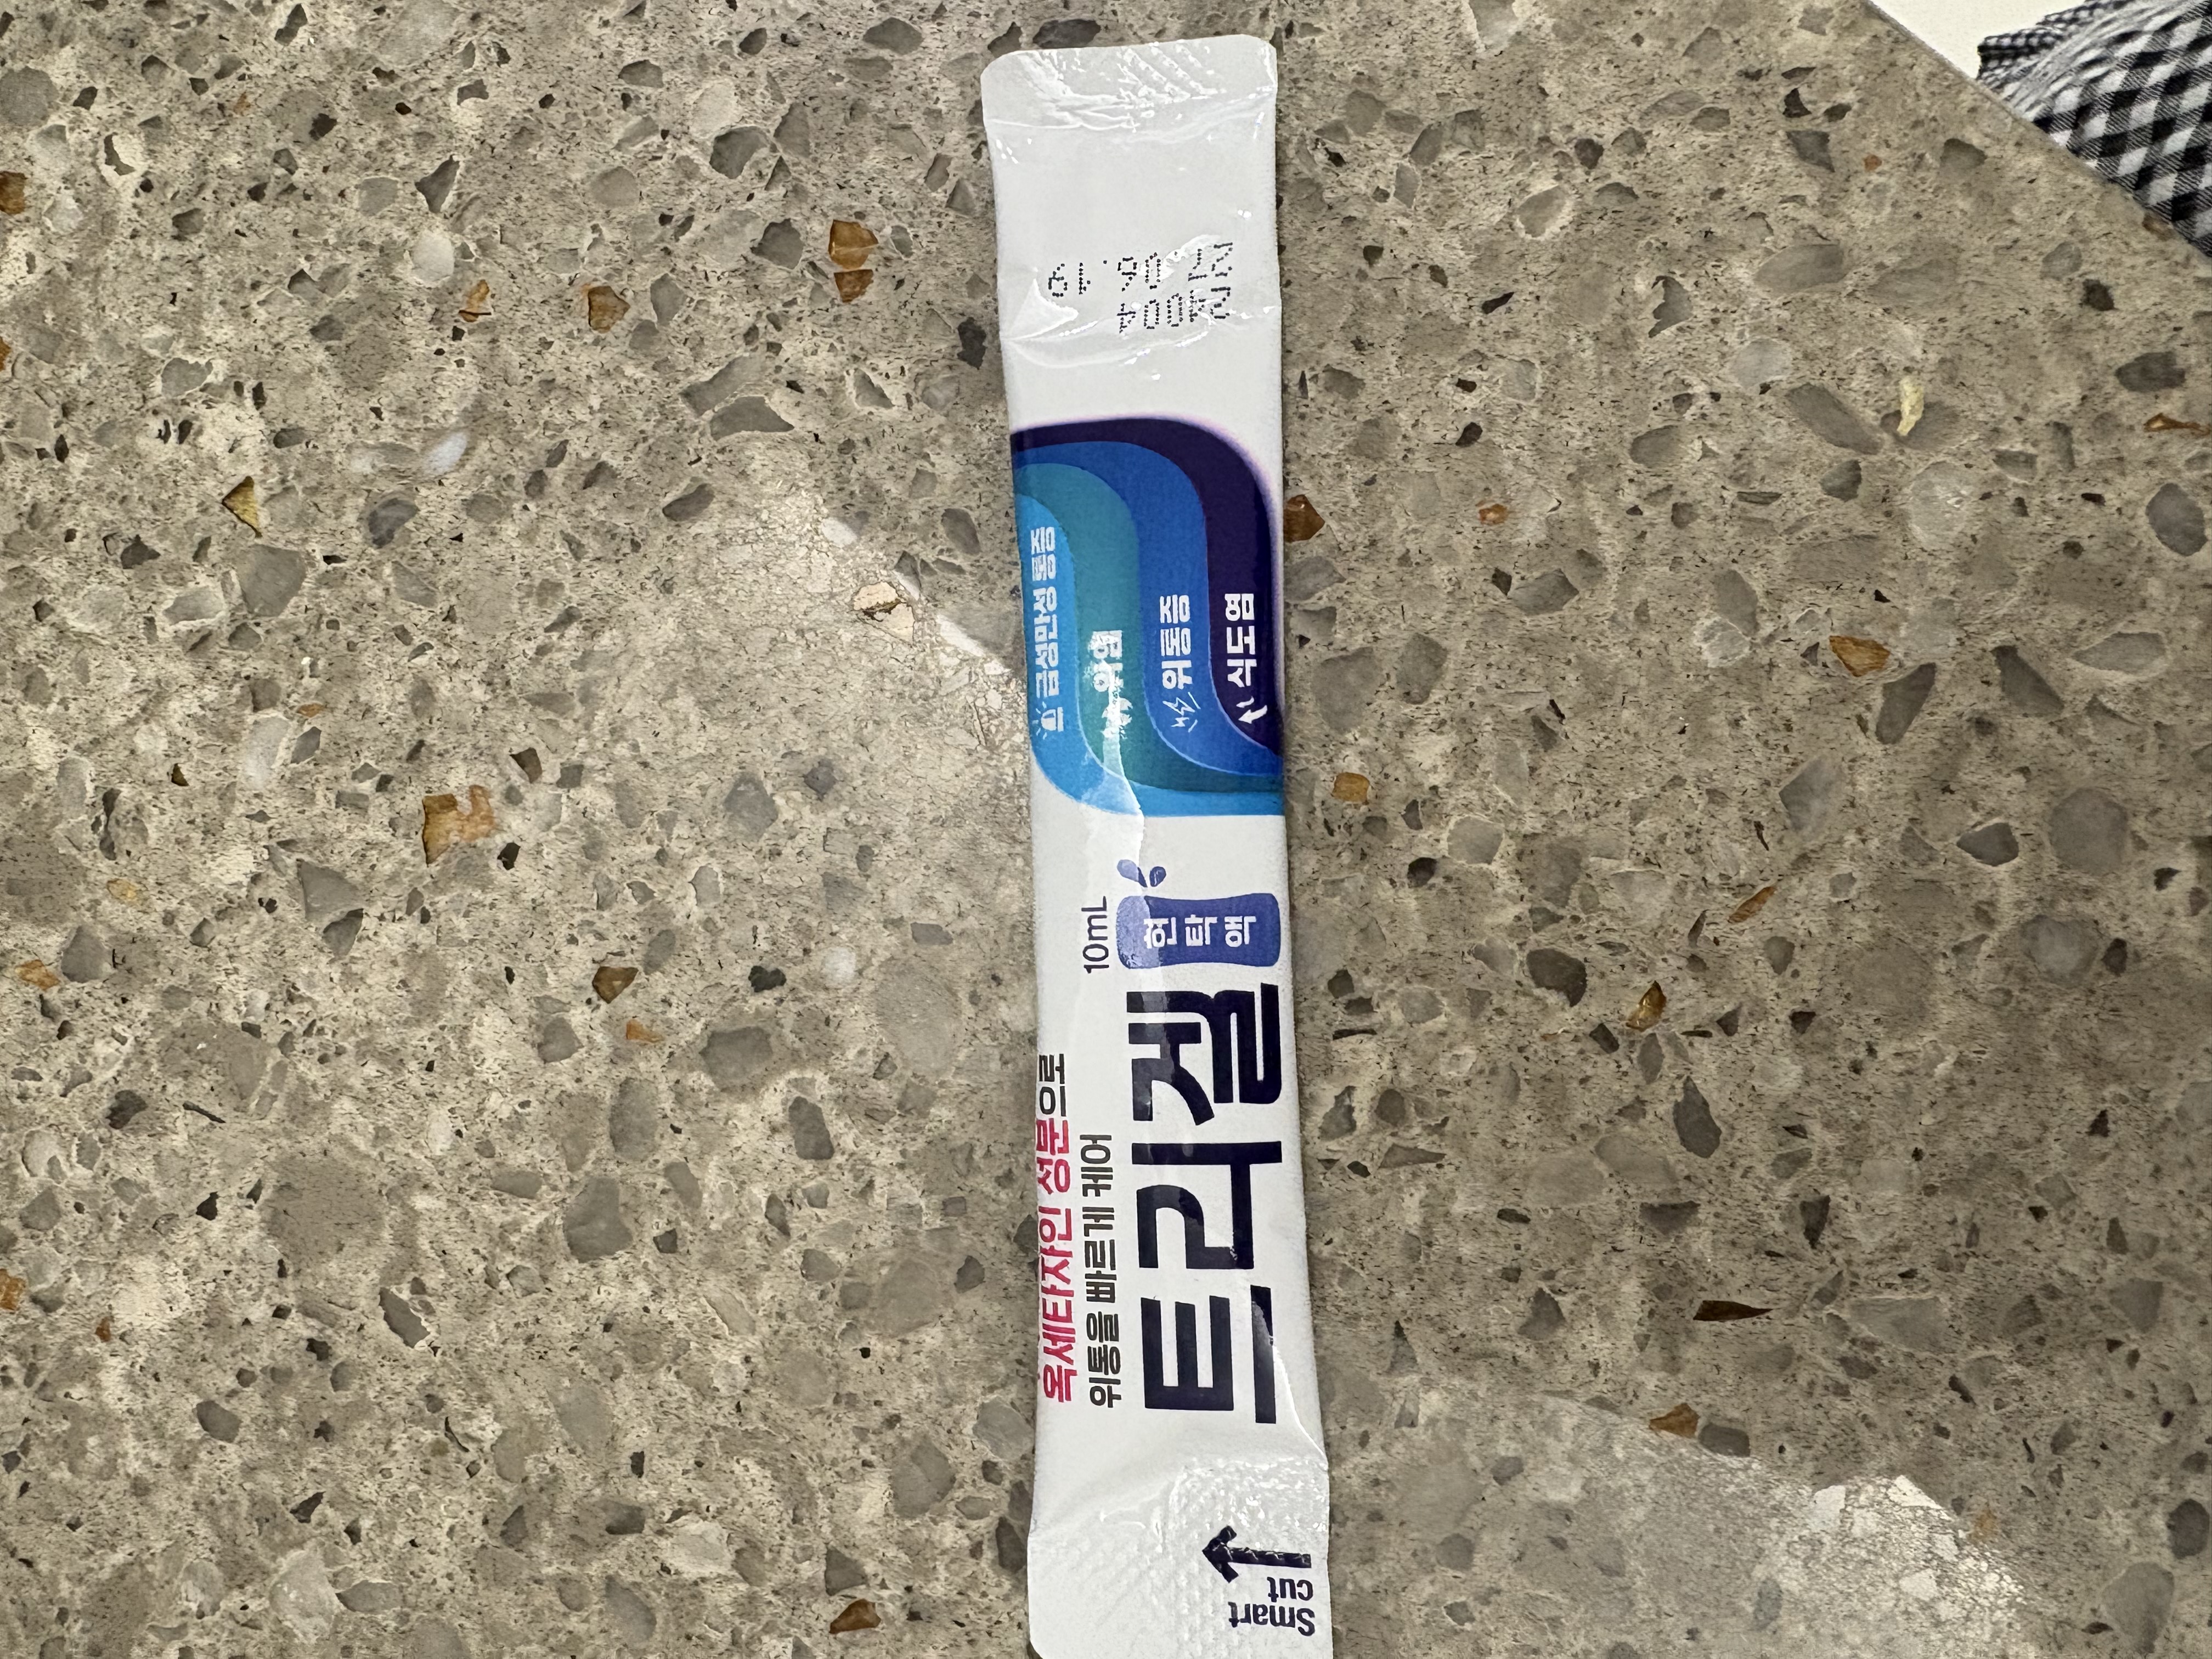 옥세타자인 성분으로
위통을 빠르게 케어
트리겔
10mL
현
탁
액
급성만성 통증
위염
위통증
식도염
Smart
cut
27.06.19